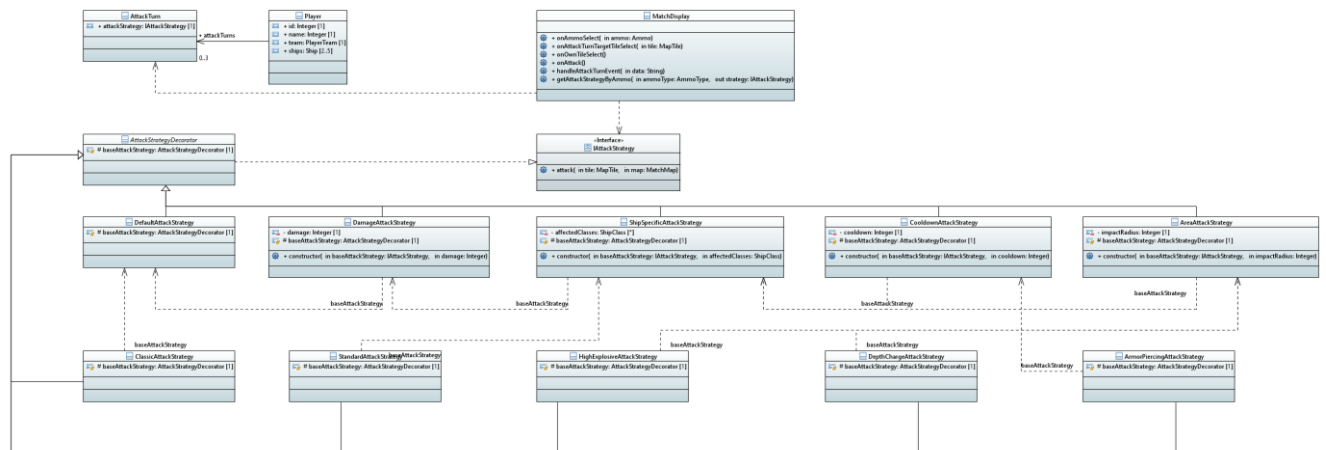 AttackTurn
+ attackStrategy: IAttackStrategy [1]
Player
+ id: Integer [1]
+ name: Integer [1]
+ team: PlayerTeam [1]
+ ships: Ship [2..5]
+ attackTurns
0..3
MatchDisplay
+ onAmmoSelect( in ammo: Ammo)
+ onAttackTurnTargetTileSelect( in tile: MapTile)
+ onOwnTileSelect()
+ onAttack()
+ handleAttackTurnEvent( in data: String)
+ getAttackStrategyByAmmo( in ammoType: AmmoType, out strategy: IAttackStrategy)
AttackStrategyDecorator
# baseAttackStrategy: AttackStrategyDecorator [1]
«Interface»
IAttackStrategy
+ attack( in tile: MapTile, in map: MatchMap)
DefaultAttackStrategy
# baseAttackStrategy: AttackStrategyDecorator [1]
DamageAttackStrategy
- damage: Integer [1]
# baseAttackStrategy: AttackStrategyDecorator [1]
+ constructor( in baseAttackStrategy: IAttackStrategy, in damage: Integer)
ShipSpecificAttackStrategy
- affectedClasses: ShipClass [*]
# baseAttackStrategy: AttackStrategyDecorator [1]
+ constructor( in baseAttackStrategy: IAttackStrategy, in affectedClasses: ShipClass)
CooldownAttackStrategy
- cooldown: Integer [1]
# baseAttackStrategy: AttackStrategyDecorator [1]
+ constructor( in baseAttackStrategy: IAttackStrategy, in cooldown: Integer)
AreaAttackStrategy
- impactRadius: Integer [1]
# baseAttackStrategy: AttackStrategyDecorator [1]
+ constructor( in baseAttackStrategy: IAttackStrategy, in impactRadius: Integer)
baseAttackStrategy
baseAttackStrategy
baseAttackStrategy
baseAttackStrategy
baseAttackStrategy
baseAttackStrategy
baseAttackStrategy
baseAttackStrategy
baseAttackStrategy
ClassicAttackStrategy
# baseAttackStrategy: AttackStrategyDecorator [1]
StandardAttackStrategy
# baseAttackStrategy: AttackStrategyDecorator [1]
HighExplosiveAttackStrategy
# baseAttackStrategy: AttackStrategyDecorator [1]
DepthChargeAttackStrategy
# baseAttackStrategy: AttackStrategyDecorator [1]
ArmorPiercingAttackStrategy
# baseAttackStrategy: AttackStrategyDecorator [1]